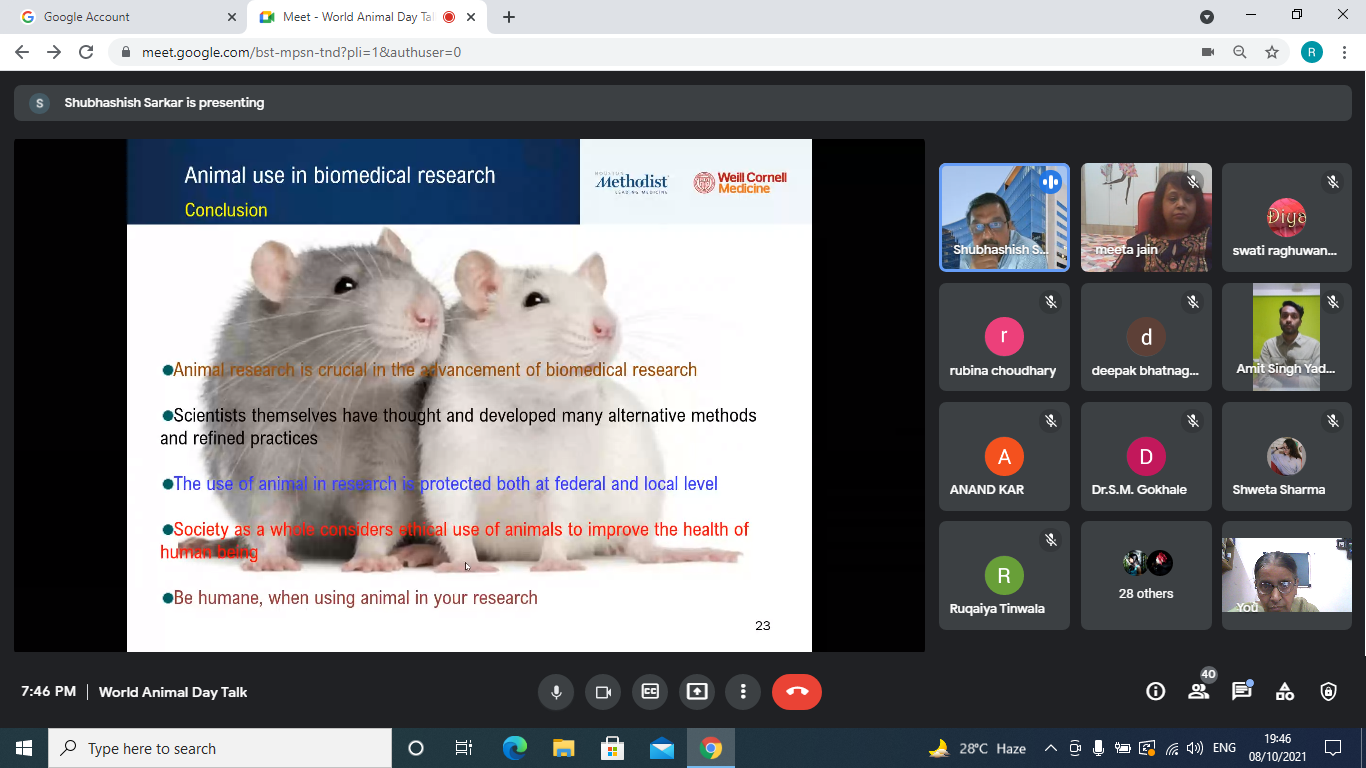 Google Account
Meet - World Animal Day Ta
meet.google.com/bst-mpsn-tnd?pli=1&authuser=0
R
S
Shubhashish Sarkar is presenting
Animal use in biomedical research
Conclusion
HOUSTON
Methodist
LEADING MEDICINE
Weill Cornell
Medicine
●Animal research is crucial in the advancement of biomedical research
●Scientists themselves have thought and developed many alternative methods
and refined practices
●The use of animal in research is protected both at federal and local level
●Society as a whole considers ethical use of animals to improve the health of
human being
●Be humane, when using animal in your research
23
Shubhashish S...
meeta jain
Diya
swati raghuwan...
r
rubina choudhary
d
deepak bhatnag...
Amit Singh Yad...
A
ANAND KAR
D
Dr.S.M. Gokhale
Shweta Sharma
R
Ruqaiya Tinwala
28 others
You
7:46 PM | World Animal Day Talk
CC
40
Type here to search
28°C Haze
ENG
19:46
08/10/2021